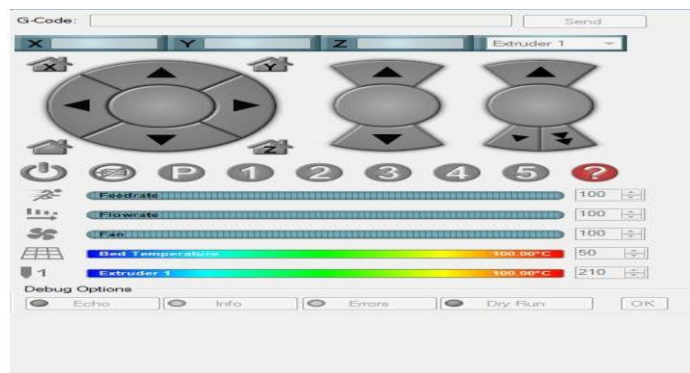 G-Code: Send
X Y Z Extruder 1
X Y
Z
P 1 2 3 4 5 ?
Feedrate 100
Flowrate 100
Fan 100
Bed Temperature 100.00°C 50
1 Extruder 1 100.00°C 210
Debug Options
Echo Info Errors Dry Run OK